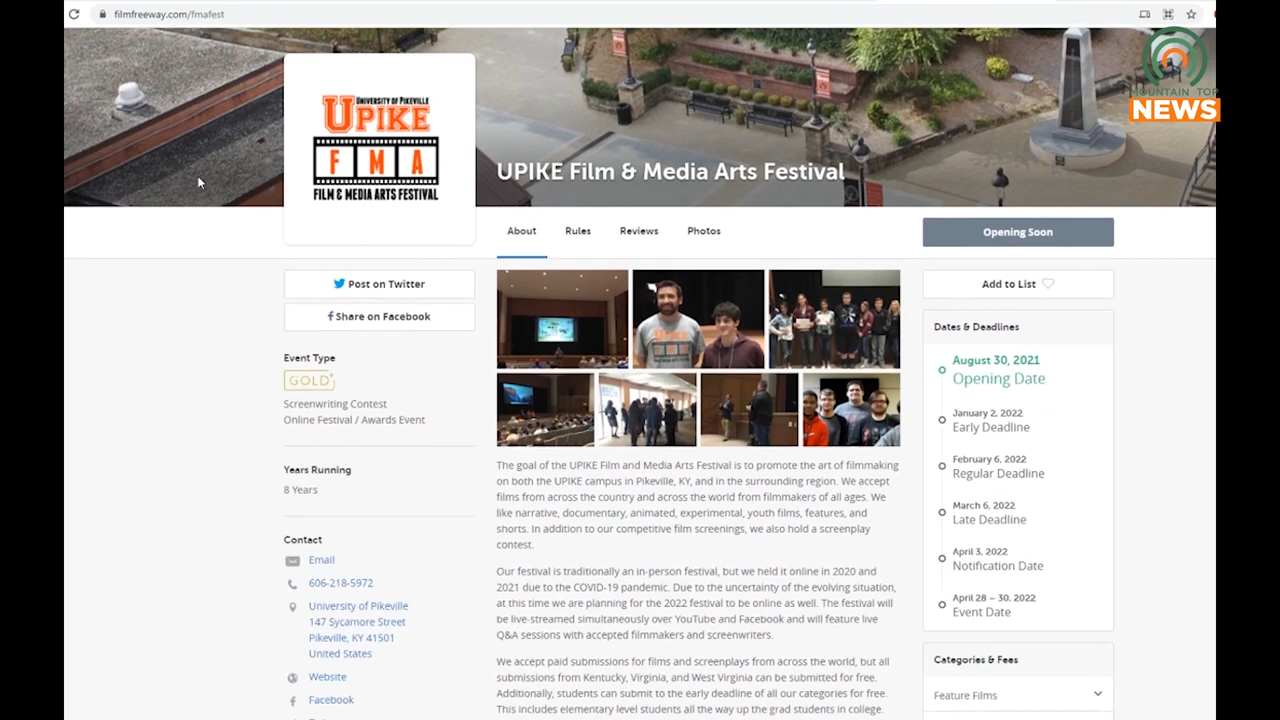 filmfreeway.com/fmafest
MOUNTAIN TOP
NEWS
UNIVERSITY OF PIKEVILLE
UPIKE
FMA
FILM & MEDIA ARTS FESTIVAL
UPIKE Film & Media Arts Festival
About Rules Reviews Photos
Opening Soon
Post on Twitter
Share on Facebook
Event Type
GOLD
Screenwriting Contest
Online Festival / Awards Event
Years Running
8 Years
Contact
Email
606-218-5972
University of Pikeville
147 Sycamore Street
Pikeville, KY 41501
United States
Website
Facebook
The goal of the UPIKE Film and Media Arts Festival is to promote the art of filmmaking
on both the UPIKE campus in Pikeville, KY, and in the surrounding region. We accept
films from across the country and across the world from filmmakers of all ages. We
like narrative, documentary, animated, experimental, youth films, features, and
shorts. In addition to our competitive film screenings, we also hold a screenplay
contest.
Our festival is traditionally an in-person festival, but we held it online in 2020 and
2021 due to the COVID-19 pandemic. Due to the uncertainty of the evolving situation,
at this time we are planning for the 2022 festival to be online as well. The festival will
be live-streamed simultaneously over YouTube and Facebook and will feature live
Q&A sessions with accepted filmmakers and screenwriters.
We accept paid submissions for films and screenplays from across the world, but all
submissions from Kentucky, Virginia, and West Virginia can be submitted for free.
Additionally, students can submit to the early deadline of all our categories for free.
This includes elementary level students all the way up the grad students in college.
Add to List
Dates & Deadlines
August 30, 2021
Opening Date
January 2, 2022
Early Deadline
February 6, 2022
Regular Deadline
March 6, 2022
Late Deadline
April 3, 2022
Notification Date
April 28 – 30, 2022
Event Date
Categories & Fees
Feature Films